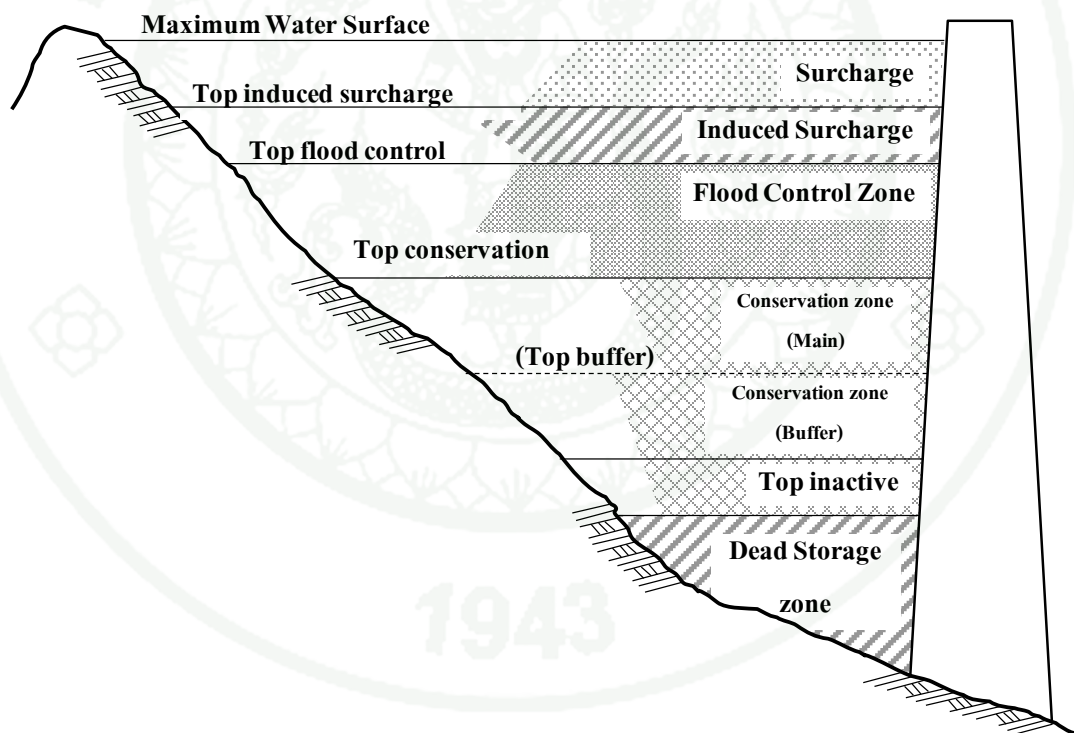 Maximum Water Surface
Surcharge
Top induced surcharge
Induced Surcharge
Top flood control
Flood Control Zone
Top conservation
Conservation zone
(Main)
(Top buffer)
Conservation zone
(Buffer)
Top inactive
Dead Storage
zone
1943